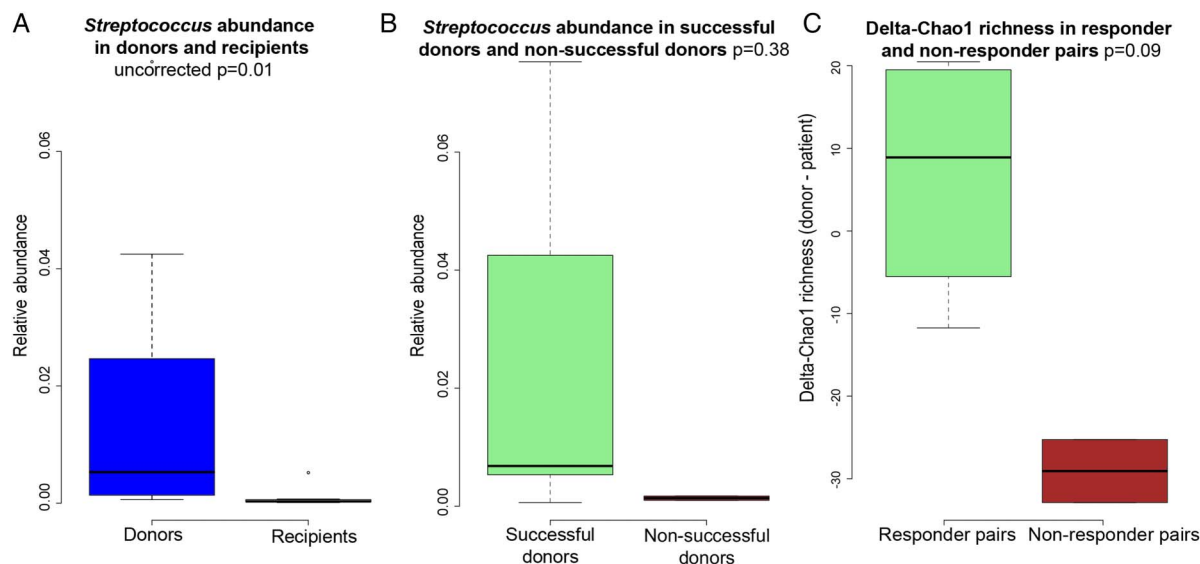 A
Streptococcus abundance
in donors and recipients
uncorrected p=0.01
Relative abundance
0.06
0.04
0.02
0.00
Donors
Recipients
B
Streptococcus abundance in successful
donors and non-successful donors p=0.38
Relative abundance
0.06
0.04
0.02
0.00
Successful
donors
Non-successful
donors
C
Delta-Chao1 richness in responder
and non-responder pairs p=0.09
Delta-Chao1 richness (donor - patient)
20
10
0
-10
-20
-30
Responder pairs
Non-responder pairs